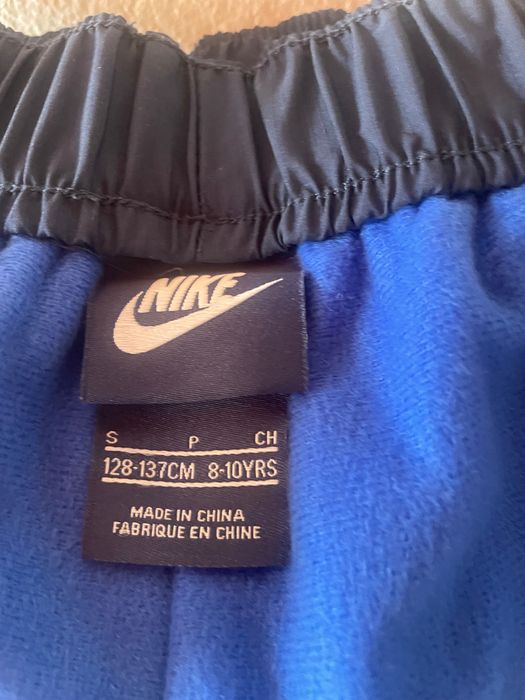 NIKE
S P CH
128-137CM 8-10YRS
MADE IN CHINA
FABRIQUE EN CHINE